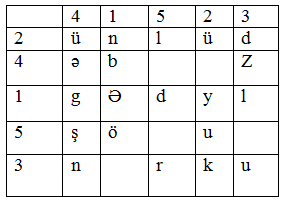 4 1 5 2 3
2 ü n l ü d
4 ə b Z
1 g Ə d y l
5 ş ö u
3 n r k u